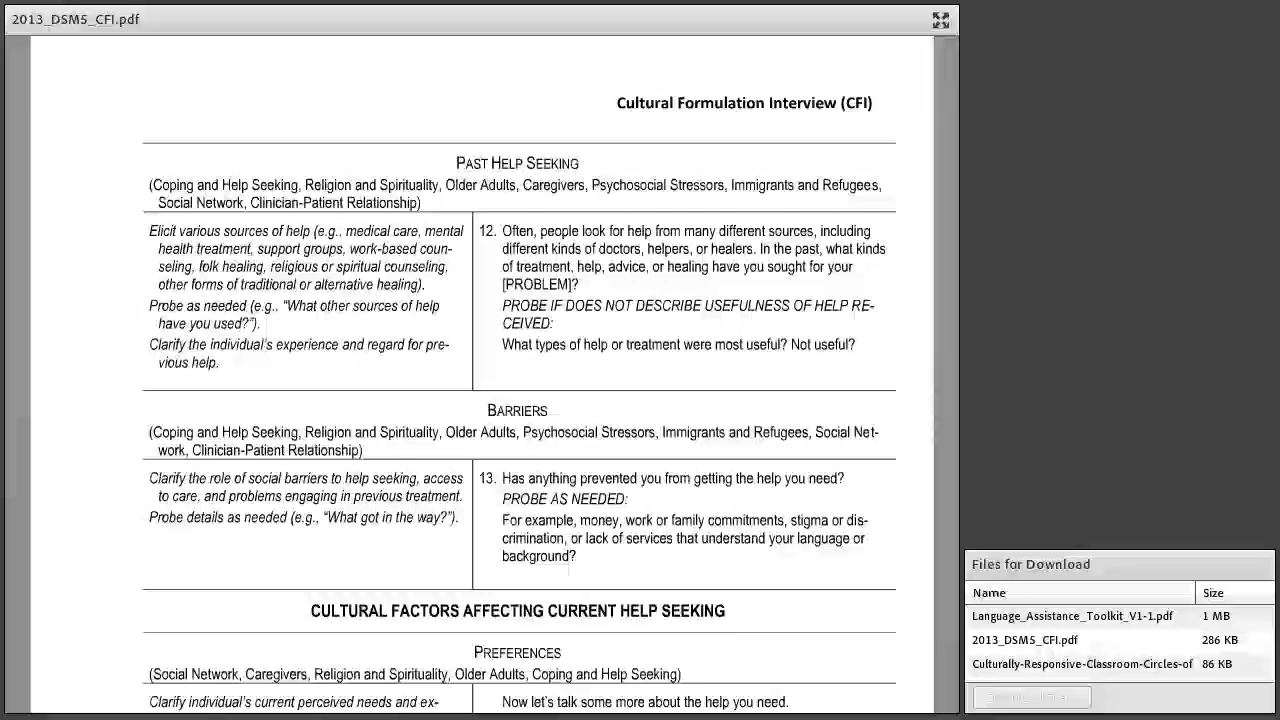 2013_DSM5_CFI.pdf
Cultural Formulation Interview (CFI)
PAST HELP SEEKING
(Coping and Help Seeking, Religion and Spirituality, Older Adults, Caregivers, Psychosocial Stressors, Immigrants and Refugees,
Social Network, Clinician-Patient Relationship)
Elicit various sources of help (e.g., medical care, mental
health treatment, support groups, work-based coun-
seling, folk healing, religious or spiritual counseling,
other forms of traditional or alternative healing).
Probe as needed (e.g., “What other sources of help
have you used?”).
Clarify the individual’s experience and regard for pre-
vious help.
12. Often, people look for help from many different sources, including
different kinds of doctors, helpers, or healers. In the past, what kinds
of treatment, help, advice, or healing have you sought for your
[PROBLEM]?
PROBE IF DOES NOT DESCRIBE USEFULNESS OF HELP RE-
CEIVED:
What types of help or treatment were most useful? Not useful?
BARRIERS
(Coping and Help Seeking, Religion and Spirituality, Older Adults, Psychosocial Stressors, Immigrants and Refugees, Social Net-
work, Clinician-Patient Relationship)
Clarify the role of social barriers to help seeking, access
to care, and problems engaging in previous treatment.
Probe details as needed (e.g., “What got in the way?”).
13. Has anything prevented you from getting the help you need?
PROBE AS NEEDED:
For example, money, work or family commitments, stigma or dis-
crimination, or lack of services that understand your language or
background?
CULTURAL FACTORS AFFECTING CURRENT HELP SEEKING
PREFERENCES
(Social Network, Caregivers, Religion and Spirituality, Older Adults, Coping and Help Seeking)
Clarify individual’s current perceived needs and ex-
Now let’s talk some more about the help you need.
Files for Download
Name Size
Language_Assistance_Toolkit_V1-1.pdf 1 MB
2013_DSM5_CFI.pdf 286 KB
Culturally-Responsive-Classroom-Circles-of 86 KB